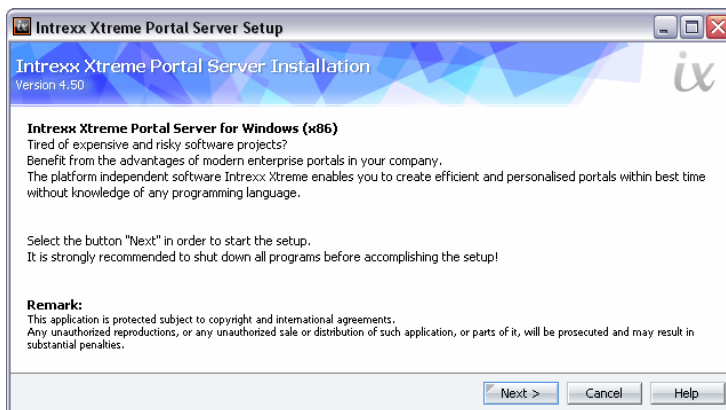 Intrexx Xtreme Portal Server Setup
Intrexx Xtreme Portal Server Installation
Version 4.50
ix
Intrexx Xtreme Portal Server for Windows (x86)
Tired of expensive and risky software projects?
Benefit from the advantages of modern enterprise portals in your company.
The platform independent software Intrexx Xtreme enables you to create efficient and personalised portals within best time
without knowledge of any programming language.
Select the button "Next" in order to start the setup.
It is strongly recommended to shut down all programs before accomplishing the setup!
Remark:
This application is protected subject to copyright and international agreements.
Any unauthorized reproductions, or any unauthorized sale or distribution of such application, or parts of it, will be prosecuted and may result in
substantial penalties.
Next > Cancel Help